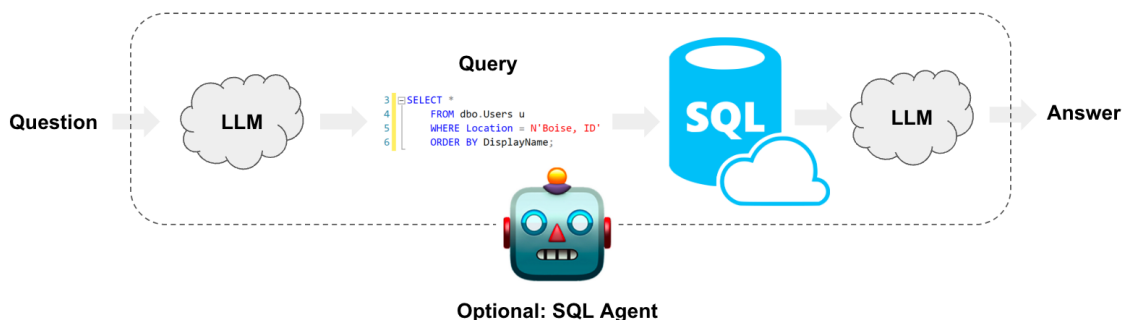 Query
Question
LLM
3 SELECT *
4 FROM dbo.Users u
5 WHERE Location = N'Boise, ID'
6 ORDER BY DisplayName;
SQL
LLM
Answer
Optional: SQL Agent